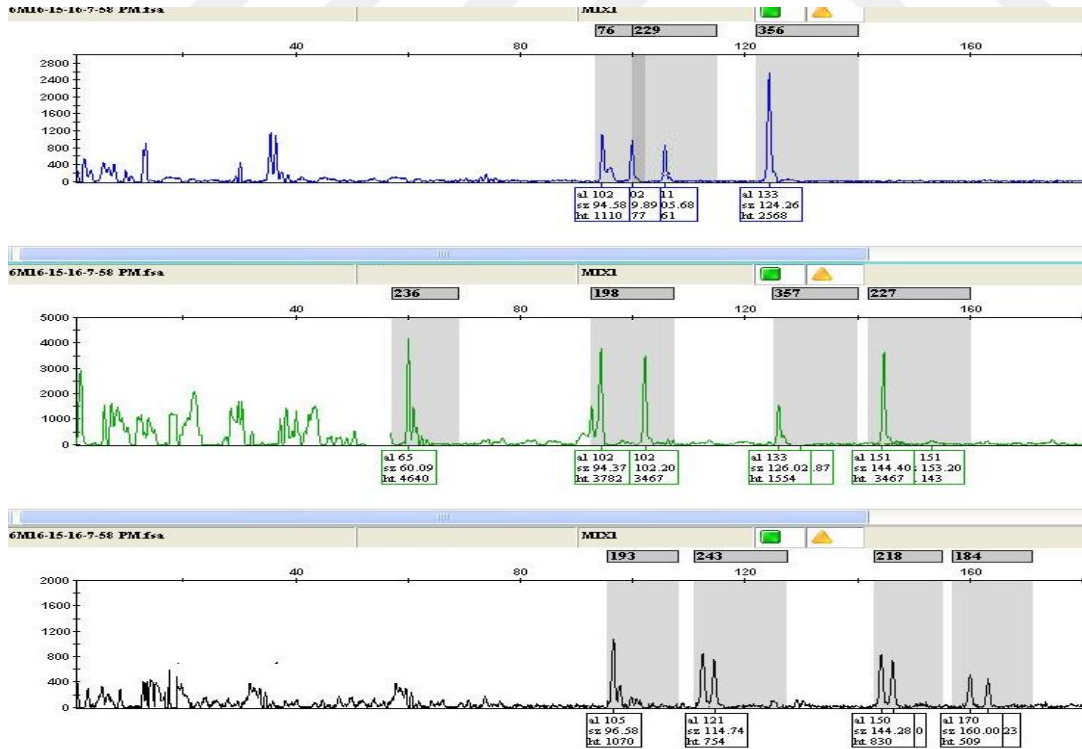 6M16-15-16-7-58 PM.fsa MIX1
76 229 356
40 80 120 160
2800
2400
2000
1600
1200
800
400
0
al 102 02 11 al 133
sz 94.58 9.89 05.68 sz 124.26
ht 1110 77 61 ht 2568
6M16-15-16-7-58 PM.fsa MIX1
236 198 357 227
40 80 120 160
5000
4000
3000
2000
1000
0
al 65 al 102 102 al 133 al 151 151
sz 60.09 sz 94.37 102.20 sz 126.02 .87 sz 144.40 153.20
ht 4640 ht 3782 3467 ht 1554 ht 3467 143
6M16-15-16-7-58 PM.fsa MIX1
193 243 218 184
40 80 120 160
2000
1600
1200
800
400
0
al 105 al 121 al 150 al 170
sz 96.58 sz 114.74 sz 144.28 0 sz 160.00 23
ht 1070 ht 754 ht 830 ht 509